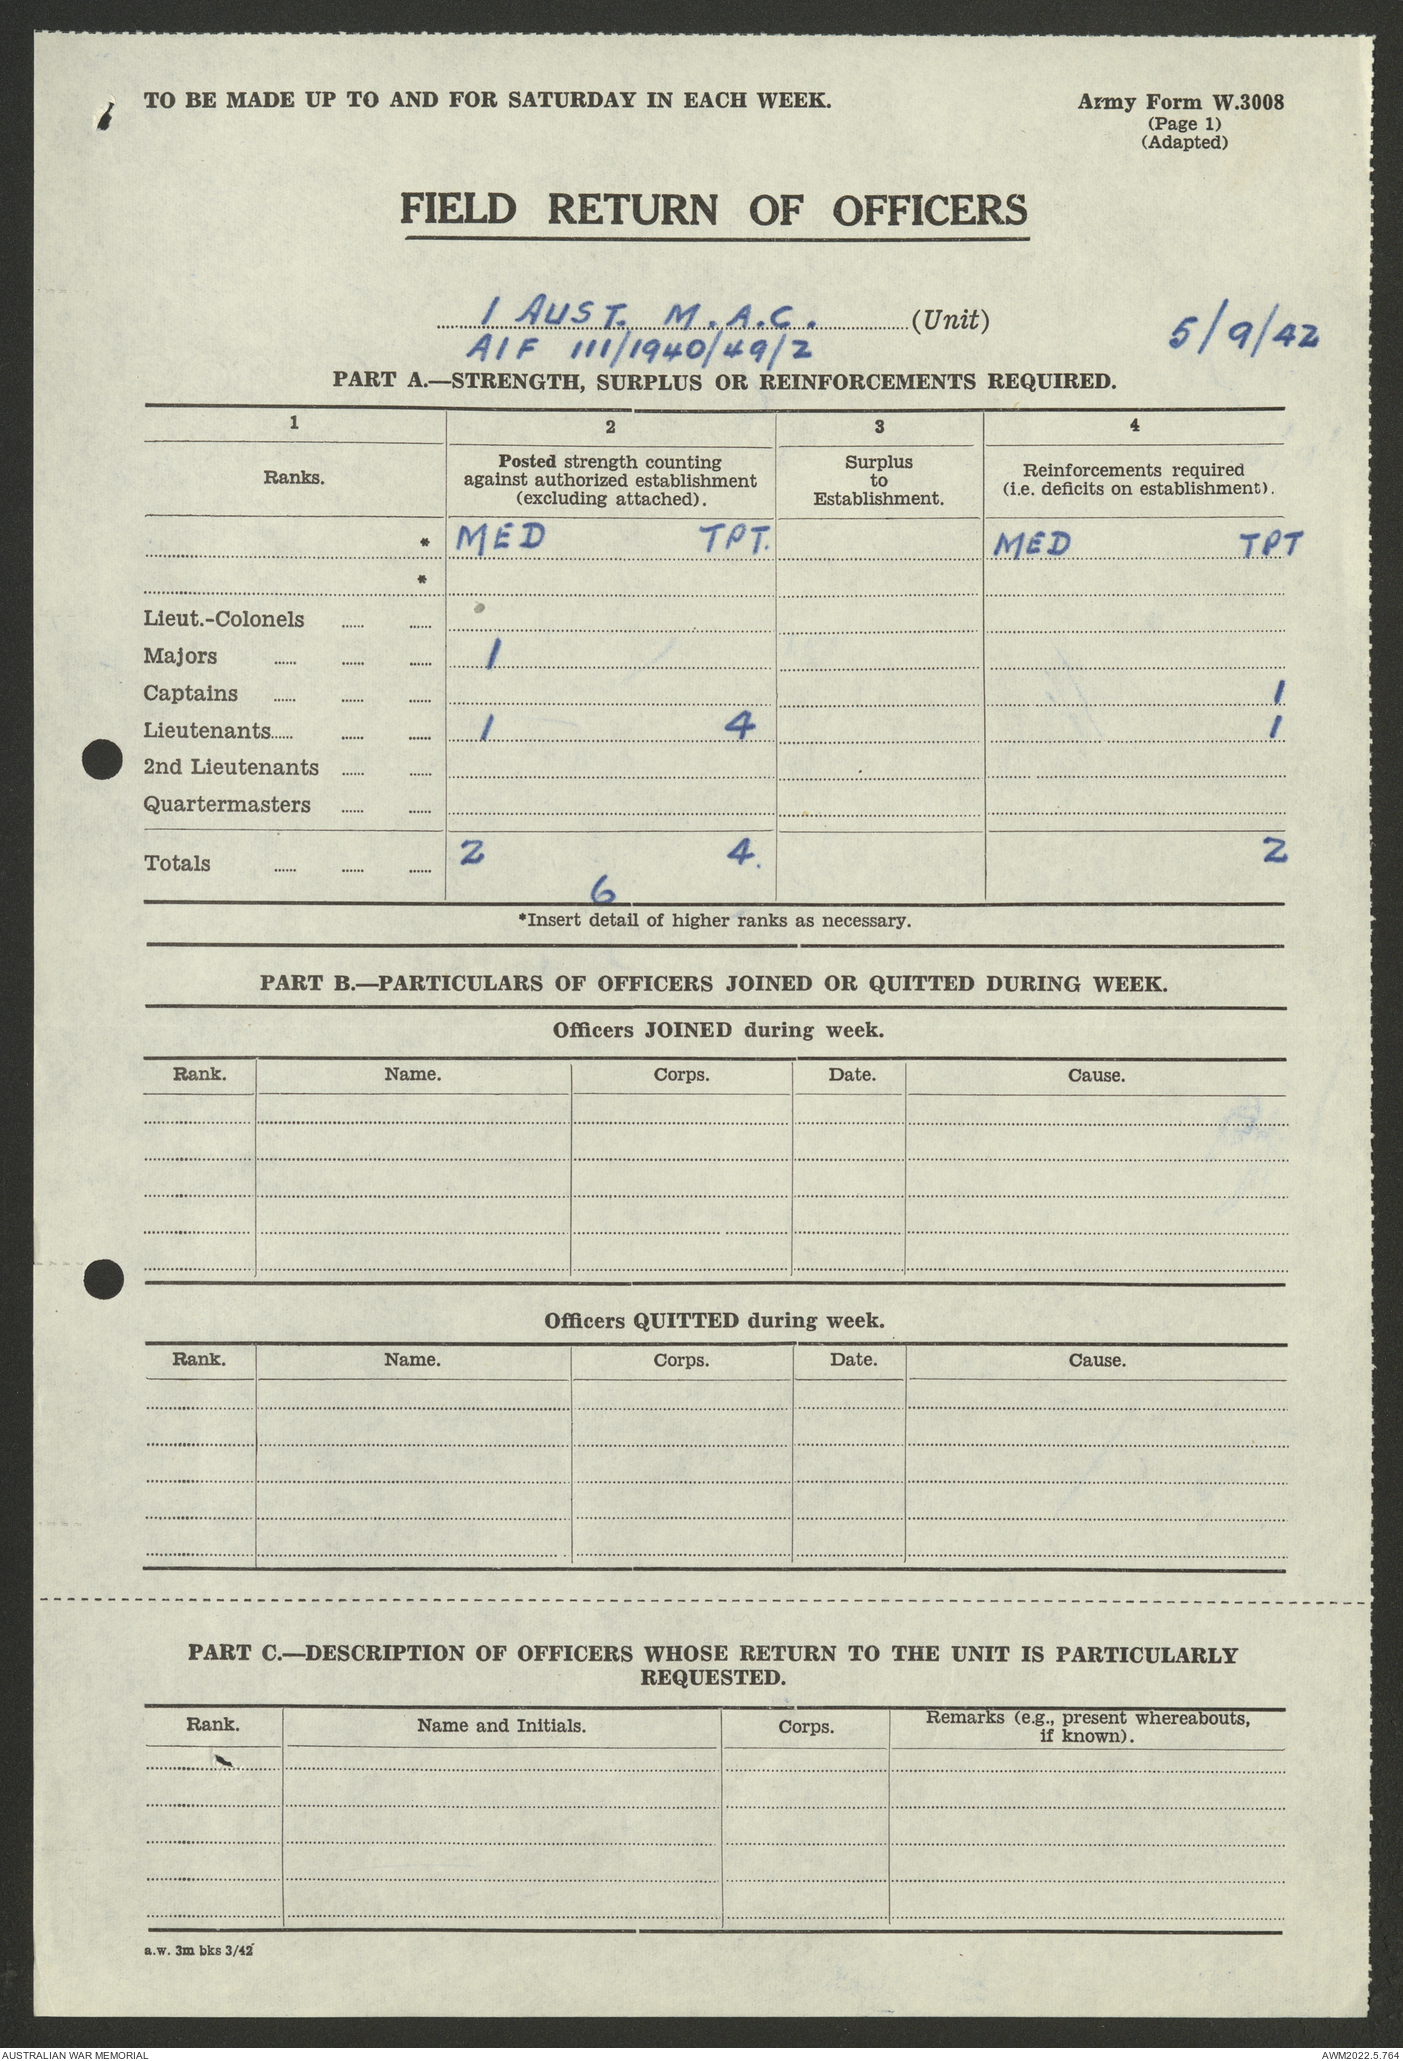 TO BE MADE UP TO AND FOR SATURDAY IN EACH WEEK.
Army Form W.3008
(Page 1)
(Adapted)
FIELD RETURN OF OFFICERS
1 AUST. M.A.C. (Unit) 5/9/42
AIF 111/1940/49/2
PART A.—STRENGTH, SURPLUS OR REINFORCEMENTS REQUIRED.
1 2 3 4
Ranks. Posted strength counting against authorized establishment (excluding attached). Surplus to Establishment. Reinforcements required (i.e. deficits on establishment).
* MED TPT. MED TPT
*
Lieut.-Colonels ...... ......
Majors ...... ...... ...... 1
Captains ...... ...... ...... 1
Lieutenants...... ...... ...... 1 4 1
2nd Lieutenants ...... ......
Quartermasters ...... ......
Totals ...... ...... ...... 2 4. 2
6
*Insert detail of higher ranks as necessary.
PART B.—PARTICULARS OF OFFICERS JOINED OR QUITTED DURING WEEK.
Officers JOINED during week.
Rank. Name. Corps. Date. Cause.
Officers QUITTED during week.
Rank. Name. Corps. Date. Cause.
PART C.—DESCRIPTION OF OFFICERS WHOSE RETURN TO THE UNIT IS PARTICULARLY
REQUESTED.
Rank. Name and Initials. Corps. Remarks (e.g., present whereabouts, if known).
a.w. 3m bks 3/42
AUSTRALIAN WAR MEMORIAL AWM2022.5.764